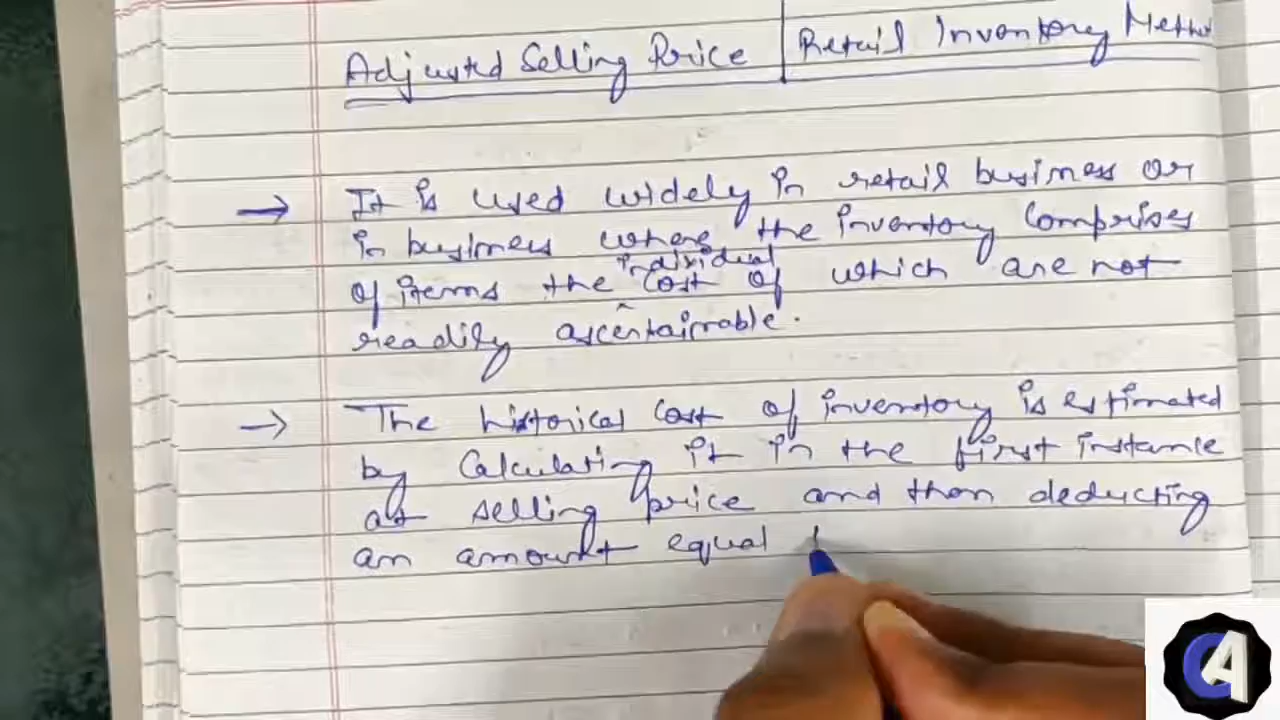 Adjusted Selling Price | Retail Inventory Metho
→ It is used widely in retail business or
in business where the inventory comprises
of items the individual cost of which are not
readily ascertainable.
→ The historical cost of inventory is estimated
by calculating it in the first instance
at selling price and then deducting
an amount equal t
CA